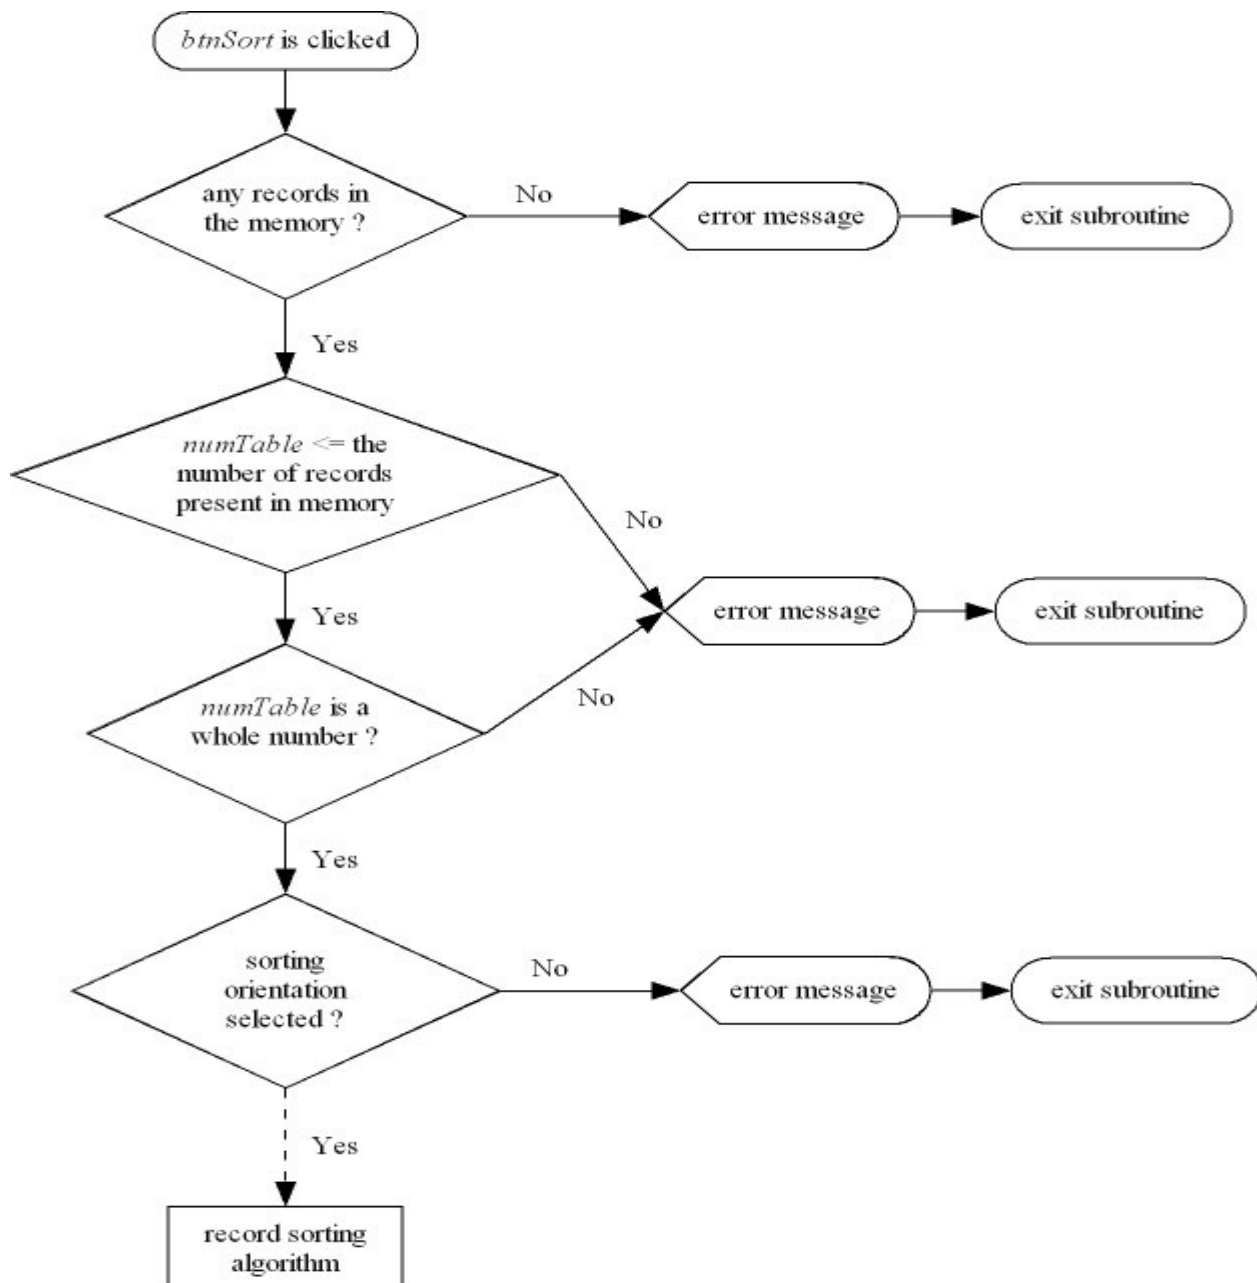 btnSort is clicked
any records in
the memory ?
No
error message
exit subroutine
Yes
numTable <= the
number of records
present in memory
No
error message
exit subroutine
Yes
numTable is a
whole number ?
No
Yes
sorting
orientation
selected ?
No
error message
exit subroutine
Yes
record sorting
algorithm